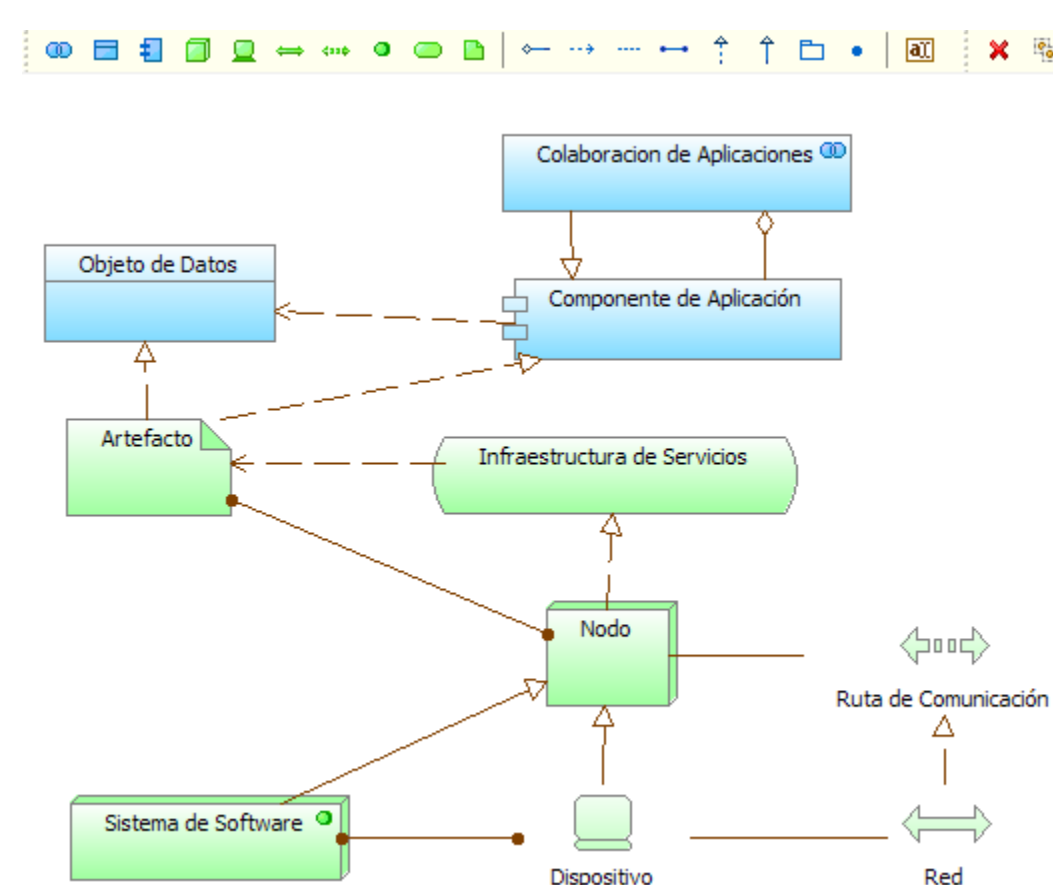 aI
Colaboracion de Aplicaciones
Objeto de Datos
Componente de Aplicación
Artefacto
Infraestructura de Servicios
Nodo
Ruta de Comunicación
Sistema de Software
Dispositivo
Red